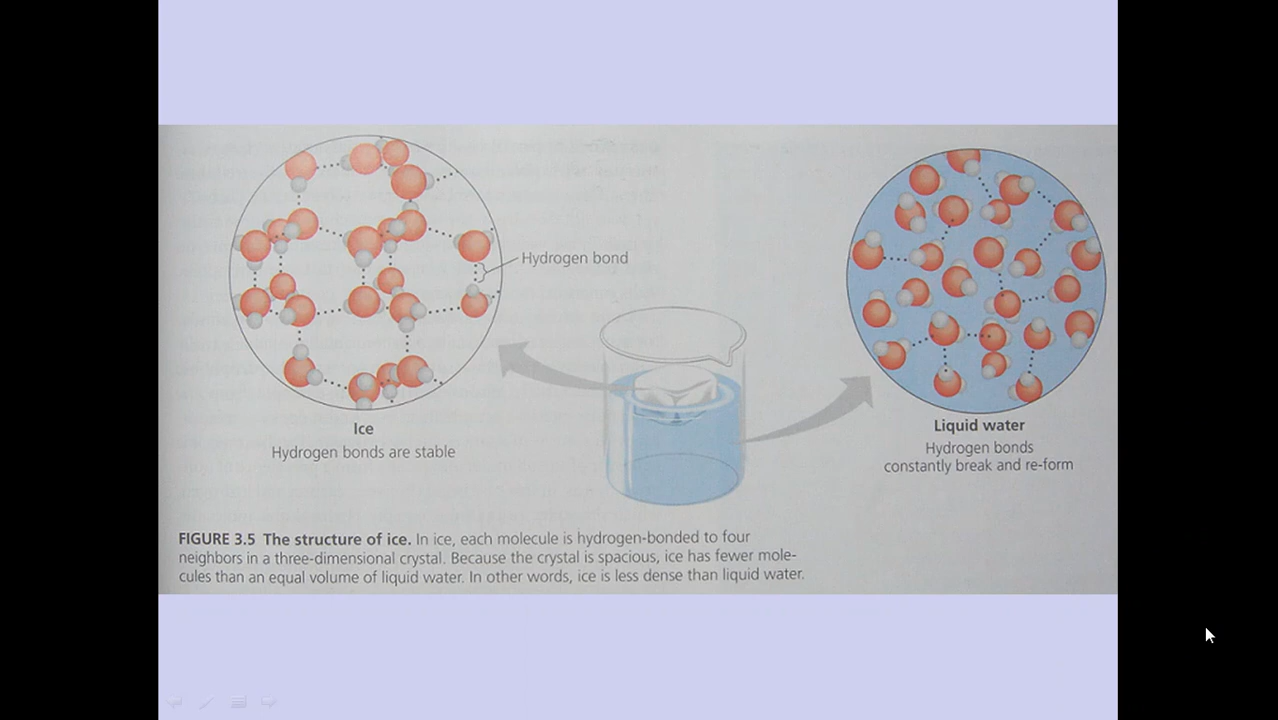 Hydrogen bond
Ice
Hydrogen bonds are stable
Liquid water
Hydrogen bonds
constantly break and re-form
FIGURE 3.5 The structure of ice. In ice, each molecule is hydrogen-bonded to four
neighbors in a three-dimensional crystal. Because the crystal is spacious, ice has fewer mole-
cules than an equal volume of liquid water. In other words, ice is less dense than liquid water.